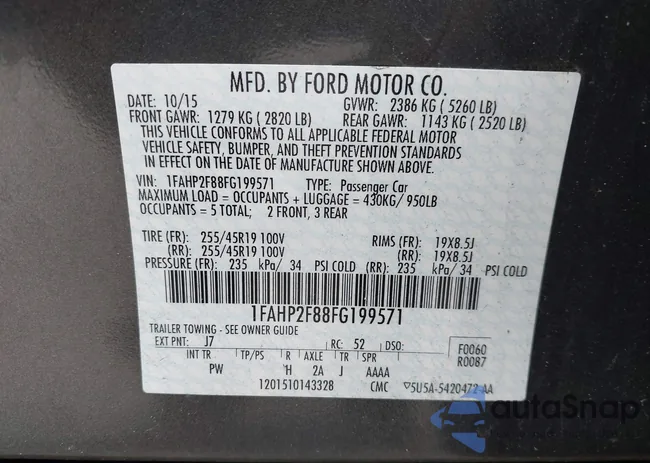 MFD. BY FORD MOTOR CO.
DATE: 10/15 GVWR: 2386 KG ( 5260 LB)
FRONT GAWR: 1279 KG ( 2820 LB) REAR GAWR: 1143 KG ( 2520 LB)
THIS VEHICLE CONFORMS TO ALL APPLICABLE FEDERAL MOTOR
VEHICLE SAFETY, BUMPER, AND THEFT PREVENTION STANDARDS
IN EFFECT ON THE DATE OF MANUFACTURE SHOWN ABOVE.
VIN: 1FAHP2F88FG199571 TYPE: Passenger Car
MAXIMUM LOAD = OCCUPANTS + LUGGAGE = 430KG/ 950LB
OCCUPANTS = 5 TOTAL; 2 FRONT, 3 REAR
TIRE (FR): 255/45R19 100V RIMS (FR): 19X8.5J
(RR): 255/45R19 100V (RR): 19X8.5J
PRESSURE (FR): 235 kPa/ 34 PSI COLD (RR): 235 kPa/ 34 PSI COLD
1FAHP2F88FG199571
TRAILER TOWING - SEE OWNER GUIDE
EXT PNT: J7 RC: 52 DSO: F0060
R0087
INT TR TP/PS R AXLE TR SPR
PW H 2A J AAAA
1201510143328 CMC 5U5A-5420472-AA
autoSnap